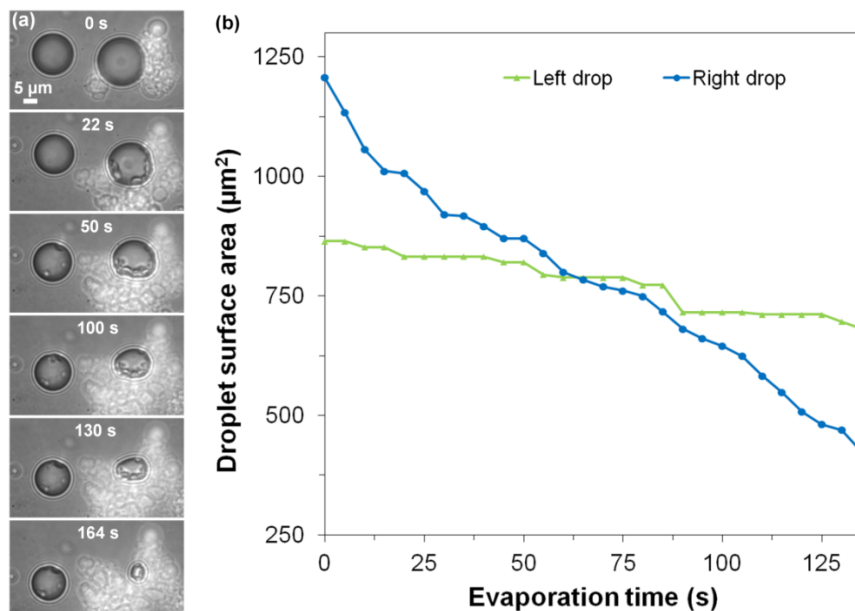 (a)
0 s
5 µm
22 s
50 s
100 s
130 s
164 s
(b)
Left drop
Right drop
Droplet surface area (µm²)
1250
1000
750
500
250
0 25 50 75 100 125
Evaporation time (s)